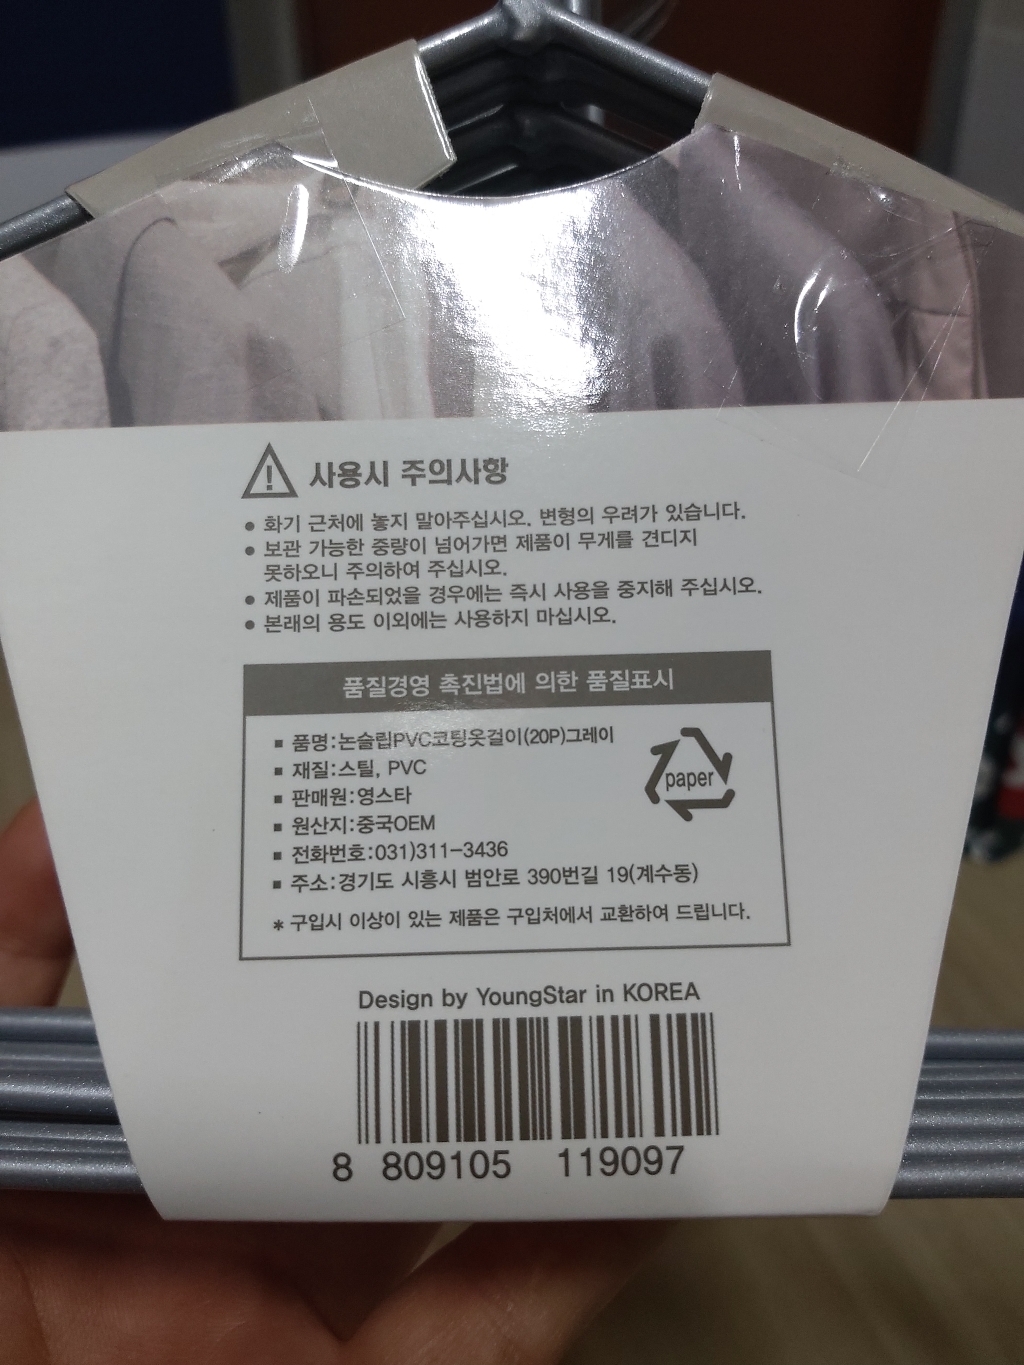 사용시 주의사항
● 화기 근처에 놓지 말아주십시오. 변형의 우려가 있습니다.
● 보관 가능한 중량이 넘어가면 제품이 무게를 견디지
못하오니 주의하여 주십시오.
● 제품이 파손되었을 경우에는 즉시 사용을 중지해 주십시오.
● 본래의 용도 이외에는 사용하지 마십시오.
품질경영 촉진법에 의한 품질표시
■ 품명:논슬립PVC코팅옷걸이(20P)그레이
■ 재질:스틸, PVC
■ 판매원:영스타
■ 원산지:중국OEM
■ 전화번호:031)311-3436
■ 주소:경기도 시흥시 범안로 390번길 19(계수동)
paper
* 구입시 이상이 있는 제품은 구입처에서 교환하여 드립니다.
Design by YoungStar in KOREA
8 809105 119097